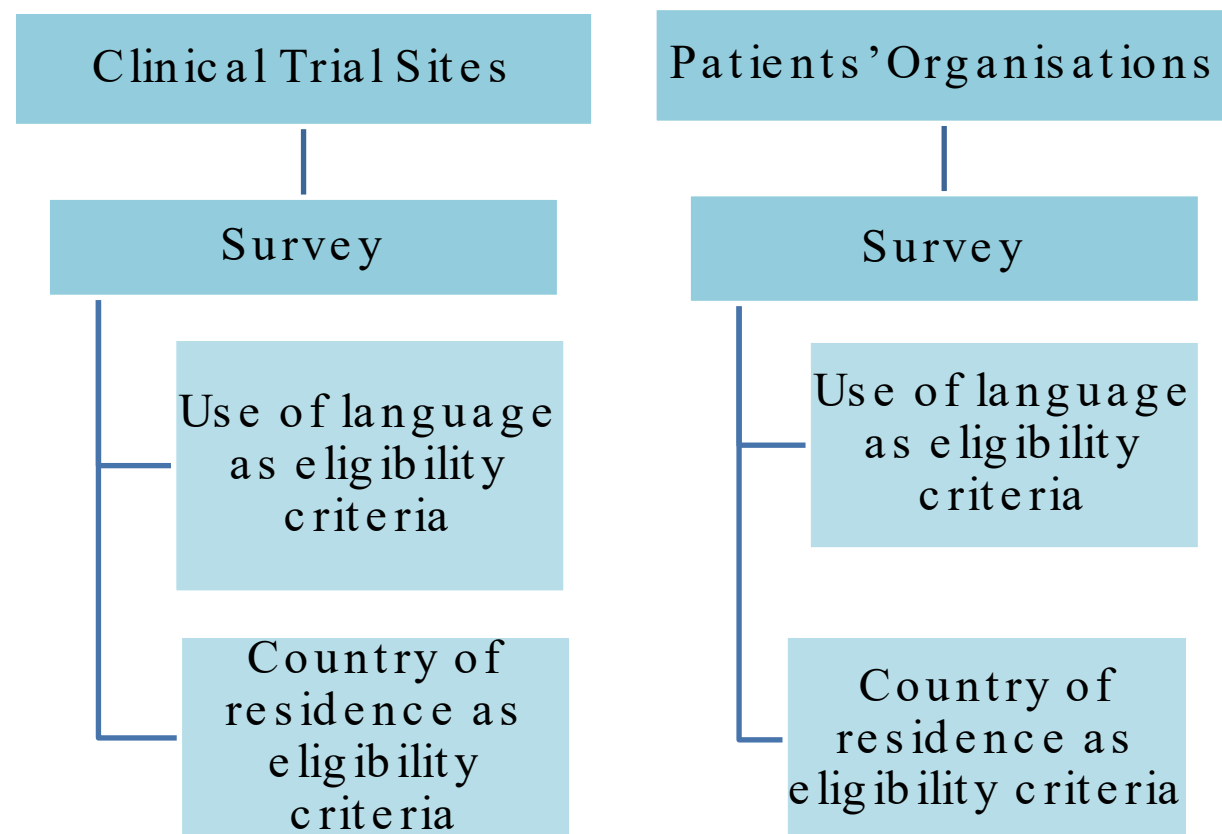 Clinical Trial Sites
Survey
Use of language
as eligibility
criteria
Country of
residence as
eligibility
criteria
Patients’Organisations
Survey
Use of language
as eligibility
criteria
Country of
residence as
eligibility criteria